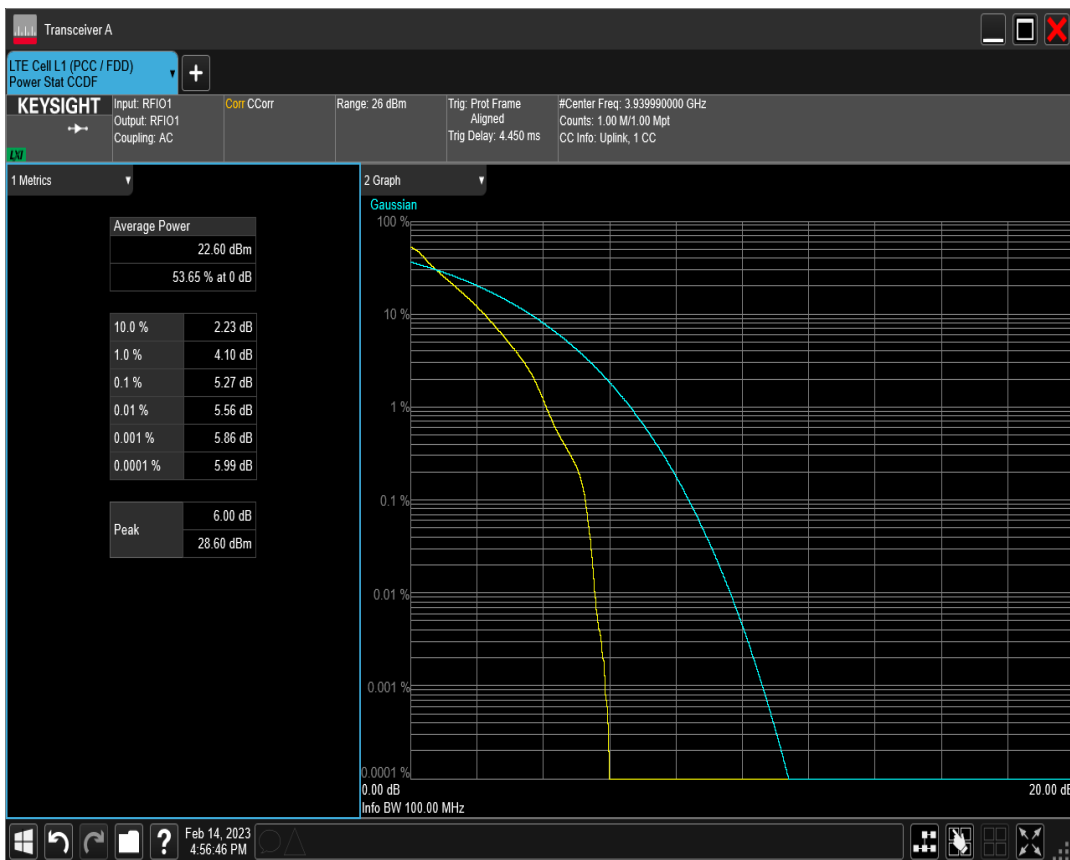 Transceiver A
LTE Cell L1 (PCC / FDD)
Power Stat CCDF
+
KEYSIGHT
LXI
Input: RFIO1
Output: RFIO1
Coupling: AC
Corr CCorr
Range: 26 dBm
Trig: Prot Frame
Aligned
Trig Delay: 4.450 ms
#Center Freq: 3.939990000 GHz
Counts: 1.00 M/1.00 Mpt
CC Info: Uplink, 1 CC
1 Metrics
Average Power
22.60 dBm
53.65 % at 0 dB
10.0 % 2.23 dB
1.0 % 4.10 dB
0.1 % 5.27 dB
0.01 % 5.56 dB
0.001 % 5.86 dB
0.0001 % 5.99 dB
Peak 6.00 dB
28.60 dBm
2 Graph
Gaussian
100 %
10 %
1 %
0.1 %
0.01 %
0.001 %
0.0001 %
0.00 dB 20.00 dB
Info BW 100.00 MHz
? Feb 14, 2023
4:56:46 PM